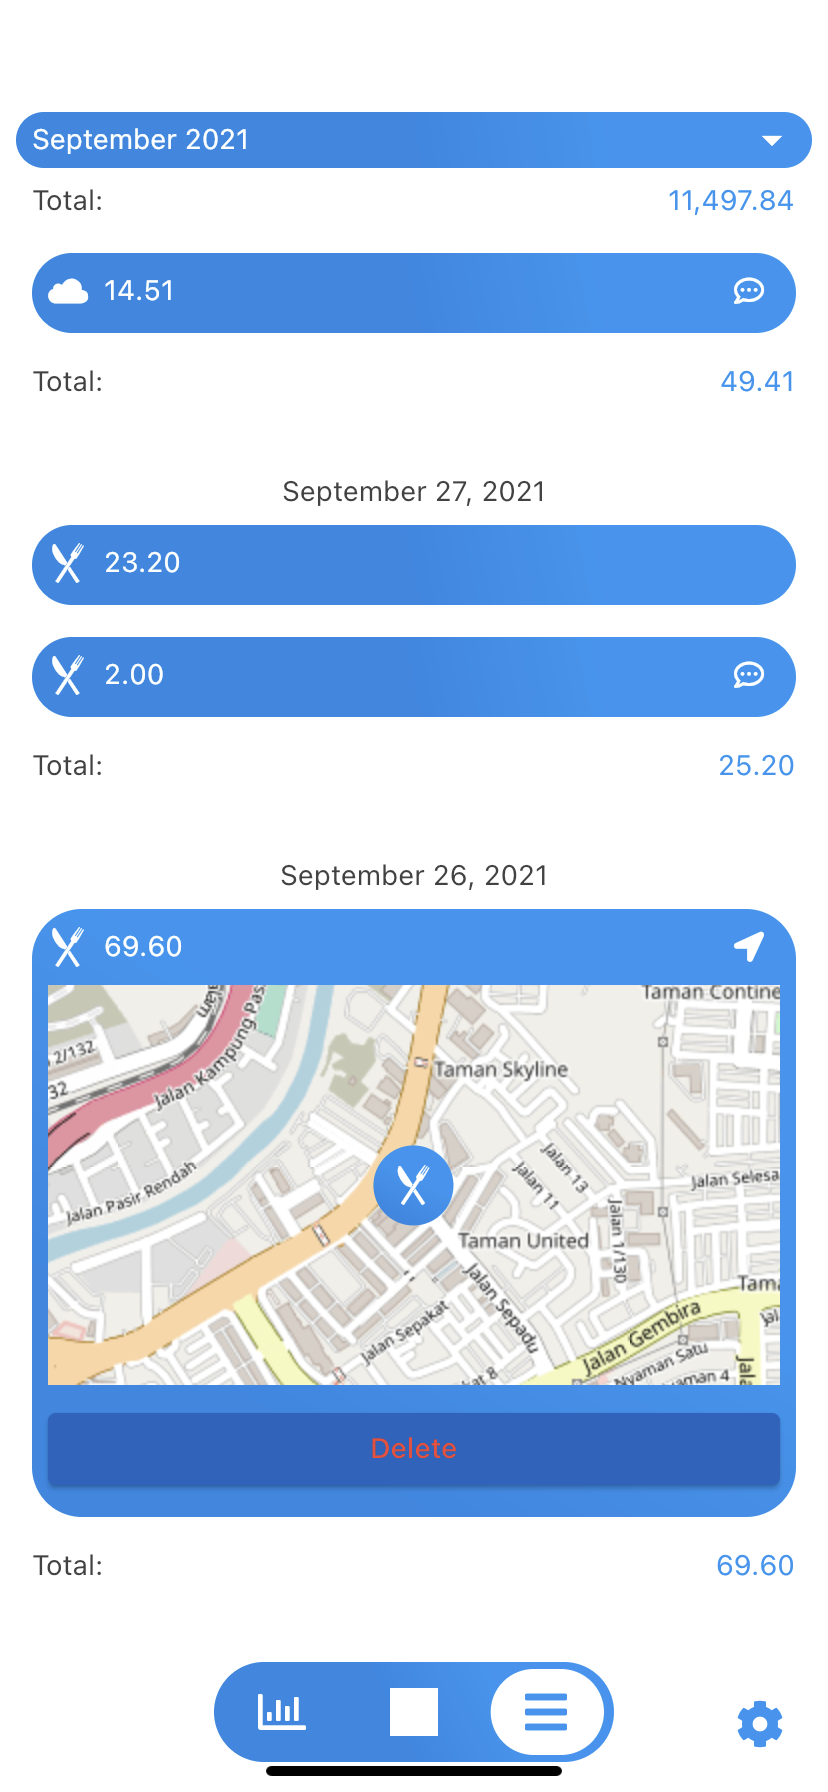 September 2021
Total: 11,497.84
14.51
Total: 49.41
September 27, 2021
23.20
2.00
Total: 25.20
September 26, 2021
69.60
Taman Contine
2/132
32
Jalan Kampung Pas
Taman Skyline
Jalan 13
Jalan 11
Jalan Selesa
Jalan Pasir Rendah
Jalan 1/130
Taman United
Jalan Sepadu
Tama
Jalan Sepakat
Jalan Gembira
Jal
Nyaman Satu
aman 4
at 8
Jala
Delete
Total: 69.60